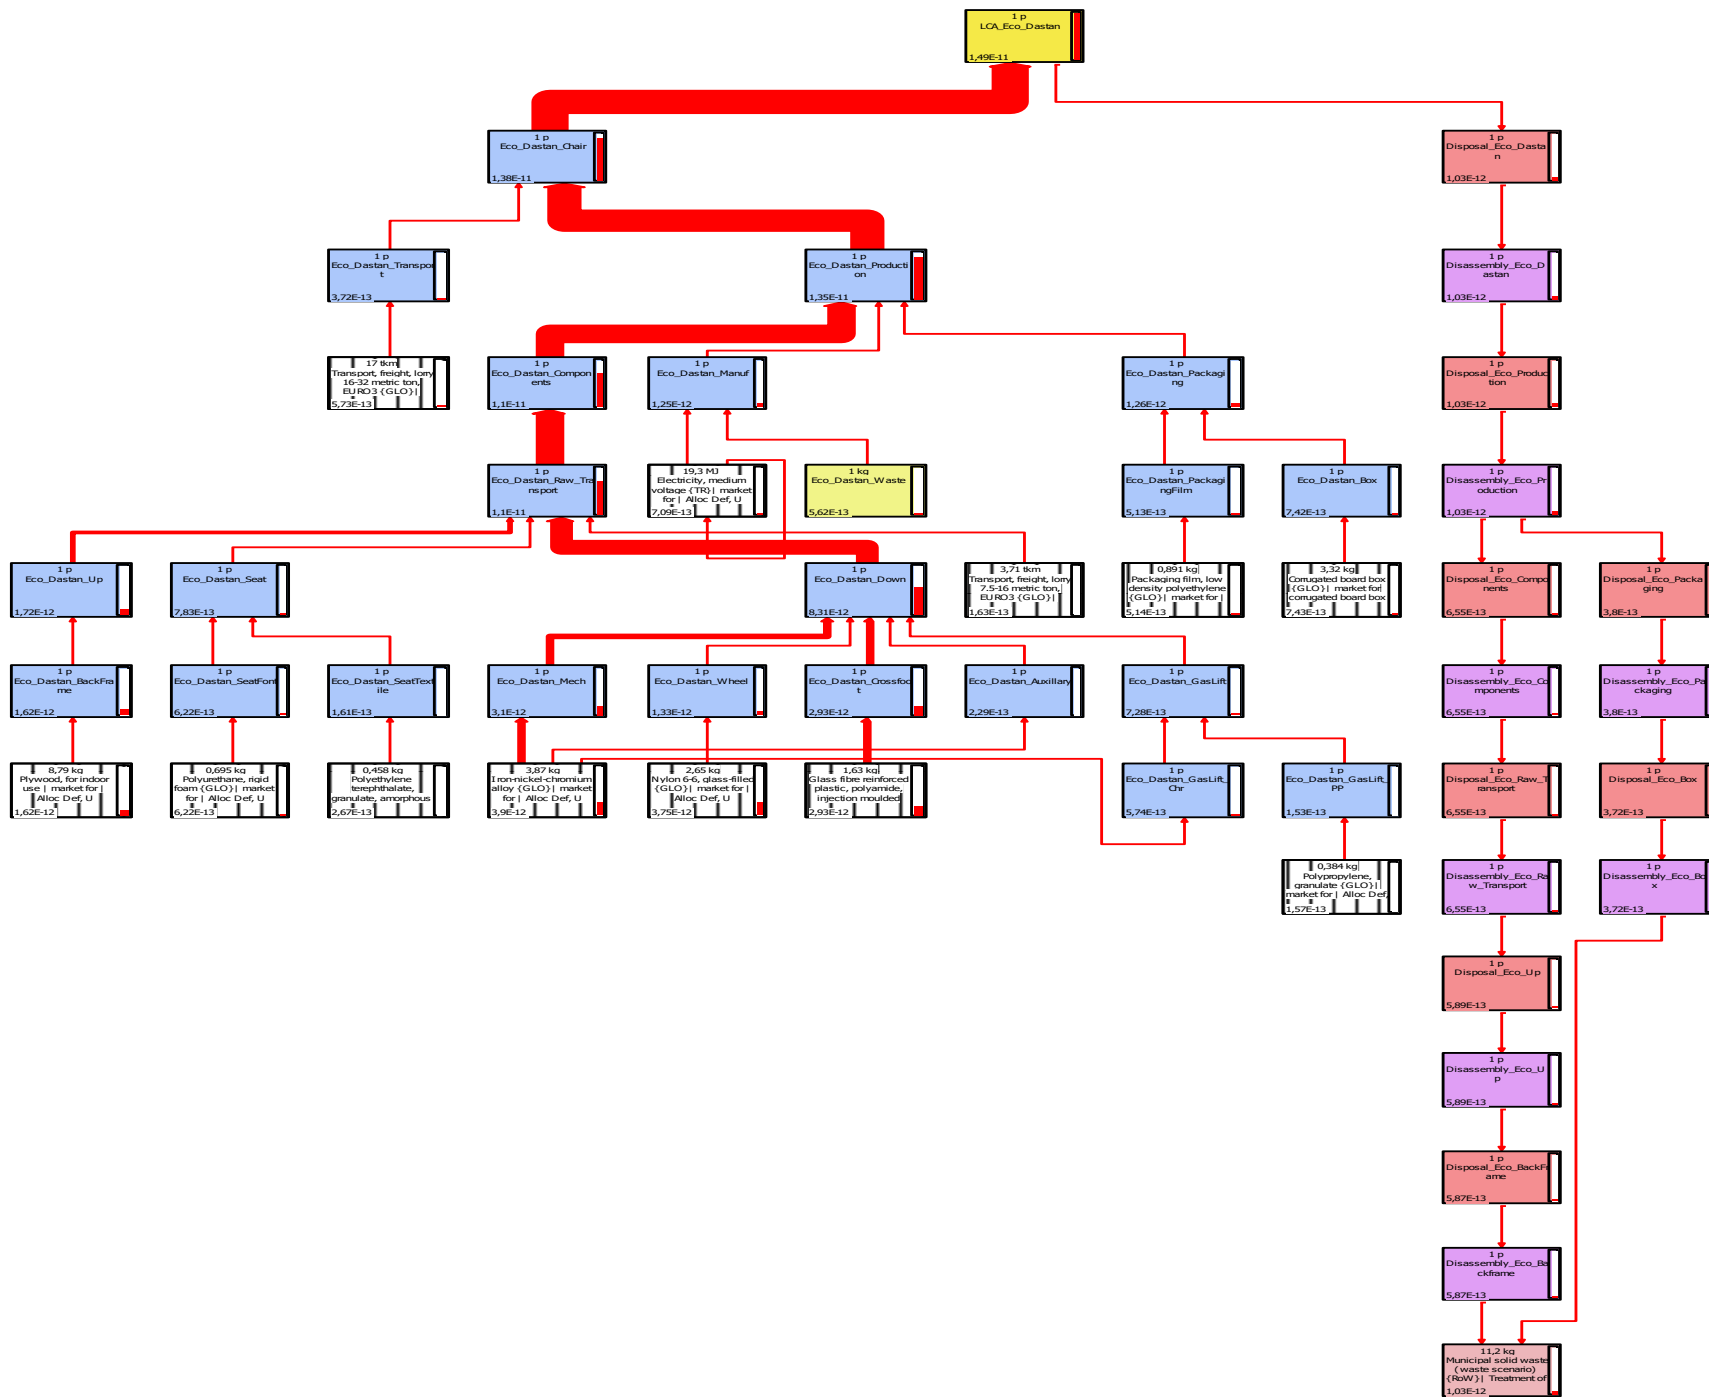 1 p
LCA_Eco_Dastan
1,49E-11
1 p
Eco_Dastan_Chair
1,38E-11
1 p
Disposal_Eco_Dasta
n
1,03E-12
1 p
Eco_Dastan_Transpor
t
3,72E-13
1 p
Eco_Dastan_Producti
on
1,35E-11
1 p
Disassembly_Eco_D
astan
1,03E-12
17 tkm
Transport, freight, lorry
16-32 metric ton,
EURO3 {GLO}|
5,73E-13
1 p
Eco_Dastan_Compon
ents
1,1E-11
1 p
Eco_Dastan_Manuf
1,25E-12
1 p
Eco_Dastan_Packagi
ng
1,26E-12
1 p
Disposal_Eco_Produc
tion
1,03E-12
1 p
Eco_Dastan_Raw_Tra
nsport
1,1E-11
19,3 MJ
Electricity, medium
voltage {TR}| market
for | Alloc Def, U
7,09E-13
1 kg
Eco_Dastan_Waste
5,62E-13
1 p
Eco_Dastan_Packag
ingFilm
5,13E-13
1 p
Eco_Dastan_Box
7,42E-13
1 p
Disassembly_Eco_Pr
oduction
1,03E-12
1 p
Eco_Dastan_Up
1,72E-12
1 p
Eco_Dastan_Seat
7,83E-13
1 p
Eco_Dastan_Down
8,31E-12
3,71 tkm
Transport, freight, lorry
7.5-16 metric ton,
EURO3 {GLO}|
1,63E-13
0,891 kg
Packaging film, low
density polyethylene
{GLO}| market for |
5,14E-13
3,32 kg
Corrugated board box
{GLO}| market for
corrugated board box
7,43E-13
1 p
Disposal_Eco_Compo
nents
6,55E-13
1 p
Disposal_Eco_Packa
ging
3,8E-13
1 p
Eco_Dastan_BackFra
me
1,62E-12
1 p
Eco_Dastan_SeatFont
6,22E-13
1 p
Eco_Dastan_SeatText
ile
1,61E-13
1 p
Eco_Dastan_Mech
3,1E-12
1 p
Eco_Dastan_Wheel
1,33E-12
1 p
Eco_Dastan_Crossfoo
t
2,93E-12
1 p
Eco_Dastan_Auxillary
2,29E-13
1 p
Eco_Dastan_GasLift
7,28E-13
1 p
Disassembly_Eco_Co
mponents
6,55E-13
1 p
Disassembly_Eco_Pa
ckaging
3,8E-13
8,79 kg
Plywood, for indoor
use | market for |
Alloc Def, U
1,62E-12
0,695 kg
Polyurethane, rigid
foam {GLO}| market
for | Alloc Def, U
6,22E-13
0,458 kg
Polyethylene
terephthalate,
granulate, amorphous
2,67E-13
3,87 kg
Iron-nickel-chromium
alloy {GLO}| market
for | Alloc Def, U
3,9E-12
2,65 kg
Nylon 6-6, glass-filled
{GLO}| market for |
Alloc Def, U
3,75E-12
1,63 kg
Glass fibre reinforced
plastic, polyamide,
injection moulded
2,93E-12
1 p
Eco_Dastan_GasLift_
Chr
5,74E-13
1 p
Eco_Dastan_GasLift_
PP
1,53E-13
1 p
Disposal_Eco_Raw_T
ransport
6,55E-13
1 p
Disposal_Eco_Box
3,72E-13
0,384 kg
Polypropylene,
granulate {GLO}|
market for | Alloc Def,
1,57E-13
1 p
Disassembly_Eco_Ra
w_Transport
6,55E-13
1 p
Disassembly_Eco_Bo
x
3,72E-13
1 p
Disposal_Eco_Up
5,89E-13
1 p
Disassembly_Eco_U
p
5,89E-13
1 p
Disposal_Eco_BackFr
ame
5,87E-13
1 p
Disassembly_Eco_Ba
ckframe
5,87E-13
11,2 kg
Municipal solid waste
(waste scenario)
{RoW}| Treatment of
1,03E-12